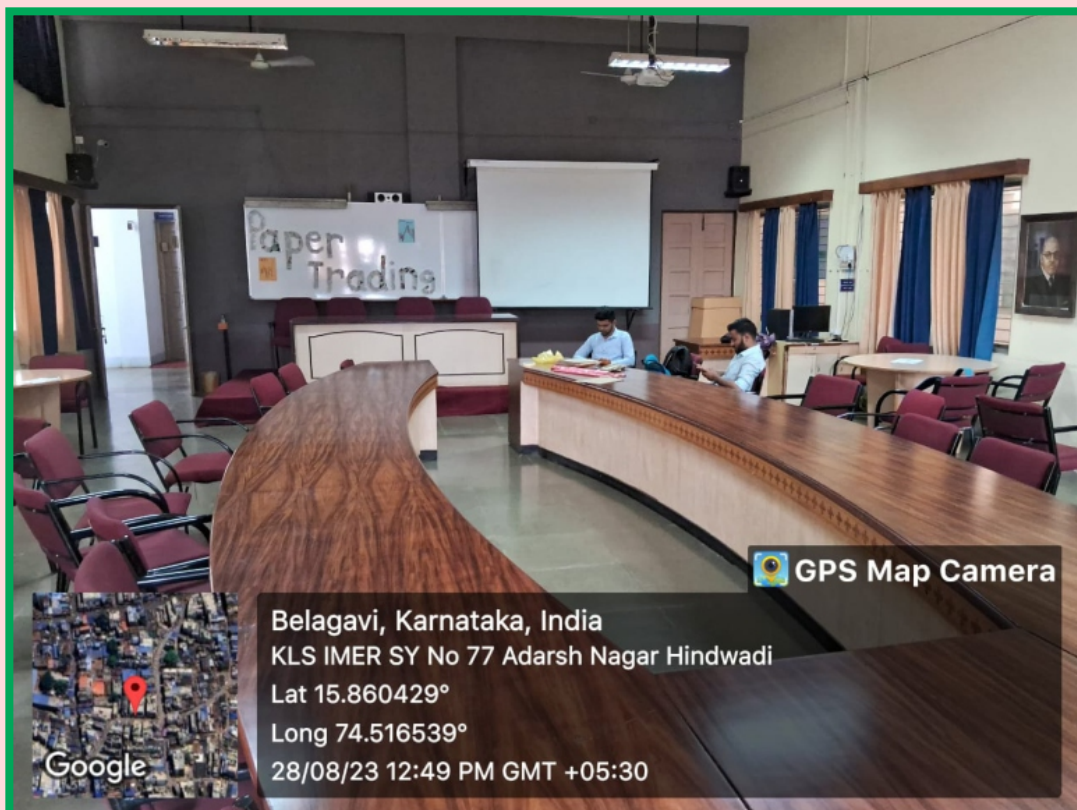 Paper
Trading
GPS Map Camera
Belagavi, Karnataka, India
KLS IMER SY No 77 Adarsh Nagar Hindwadi
Lat 15.860429°
Long 74.516539°
28/08/23 12:49 PM GMT +05:30
Google